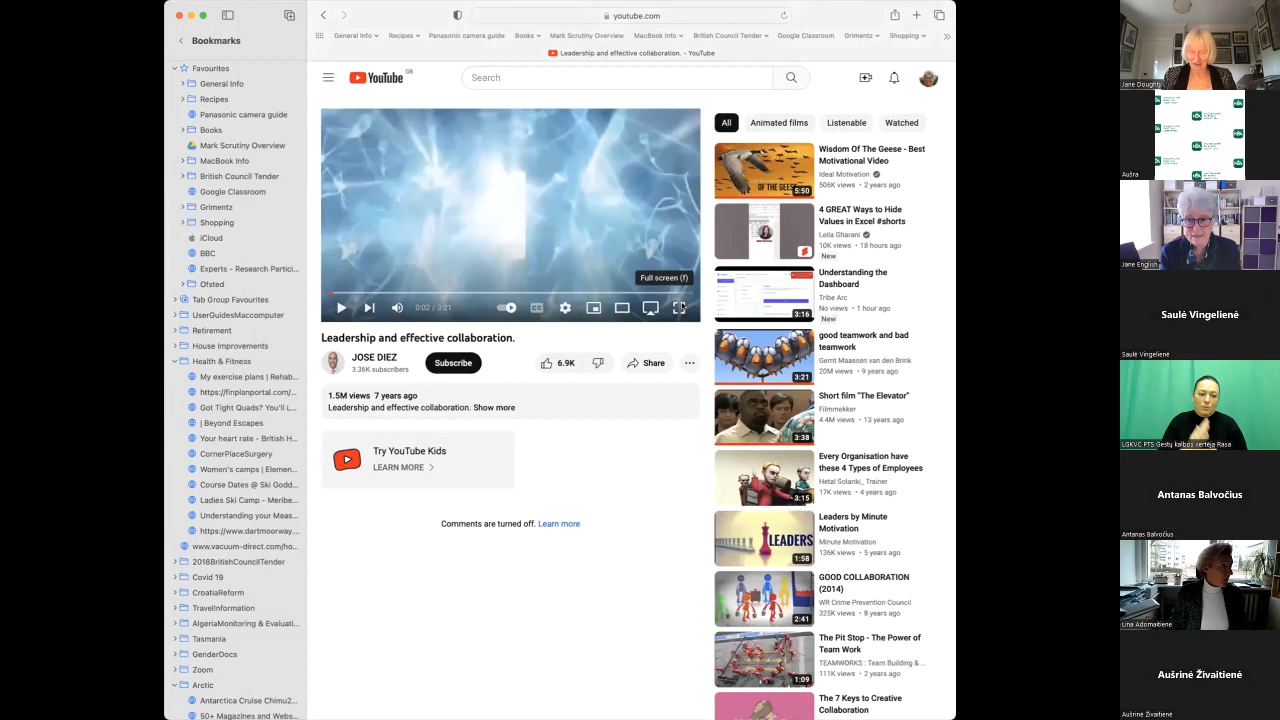 Bookmarks
Favourites
General Info
Recipes
Panasonic camera guide
Books
Mark Scrutiny Overview
MacBook Info
British Council Tender
Google Classroom
Grimentz
Shopping
iCloud
BBC
Experts - Research Partici...
Ofsted
Tab Group Favourites
UserGuidesMaccomputer
Retirement
House Improvements
Health & Fitness
My exercise plans | Rehab...
https://finplanportal.com/...
Got Tight Quads? You'll L...
| Beyond Escapes
Your heart rate - British H...
CornerPlaceSurgery
Women's camps | Elemen...
Course Dates @ Ski Godd...
Ladies Ski Camp - Meribe...
Understanding your Meas...
https://www.dartmoorway....
www.vacuum-direct.com/ho...
2018BritishCouncilTender
Covid 19
CroatiaReform
TravelInformation
AlgeriaMonitoring & Evaluati...
Tasmania
GenderDocs
Zoom
Arctic
Antarctica Cruise Chimu2...
50+ Magazines and Webs...
youtube.com
General Info Recipes Panasonic camera guide Books Mark Scrutiny Overview MacBook Info British Council Tender Google Classroom Grimentz Shopping
Leadership and effective collaboration. - YouTube
YouTube GB
Search
Full screen (f)
0:02 / 3:21
Leadership and effective collaboration.
JOSE DIEZ
3.36K subscribers
Subscribe
6.9K
Share
1.5M views 7 years ago
Leadership and effective collaboration. Show more
Try YouTube Kids
LEARN MORE
Comments are turned off. Learn more
All Animated films Listenable Watched
OF THE GEESE
5:50
Wisdom Of The Geese - Best
Motivational Video
Ideal Motivation
506K views • 2 years ago
4 GREAT Ways to Hide
Values in Excel #shorts
Leila Gharani
10K views • 18 hours ago
New
3:16
Understanding the
Dashboard
Tribe Arc
No views • 1 hour ago
New
3:21
good teamwork and bad
teamwork
Gerrit Maassen van den Brink
20M views • 9 years ago
3:38
Short film "The Elevator"
Filmmekker
4.4M views • 13 years ago
3:15
Every Organisation have
these 4 Types of Employees
Hetal Solanki_ Trainer
17K views • 4 years ago
LEADERS
1:58
Leaders by Minute
Motivation
Minute Motivation
136K views • 5 years ago
2:41
GOOD COLLABORATION
(2014)
WR Crime Prevention Council
325K views • 8 years ago
1:09
The Pit Stop - The Power of
Team Work
TEAMWORKS : Team Building & ...
111K views • 2 years ago
The 7 Keys to Creative
Collaboration
Jane Doughty
Aušra
Jane English
Saulė Vingelienė
Saulė Vingelienė
LGKVC PTS Gestų kalbos vertėja Rasa
Antanas Balvočius
Antanas Balvočius
Lina Adomaitienė
Aušrinė Živaitienė
Aušrinė Živaitienė